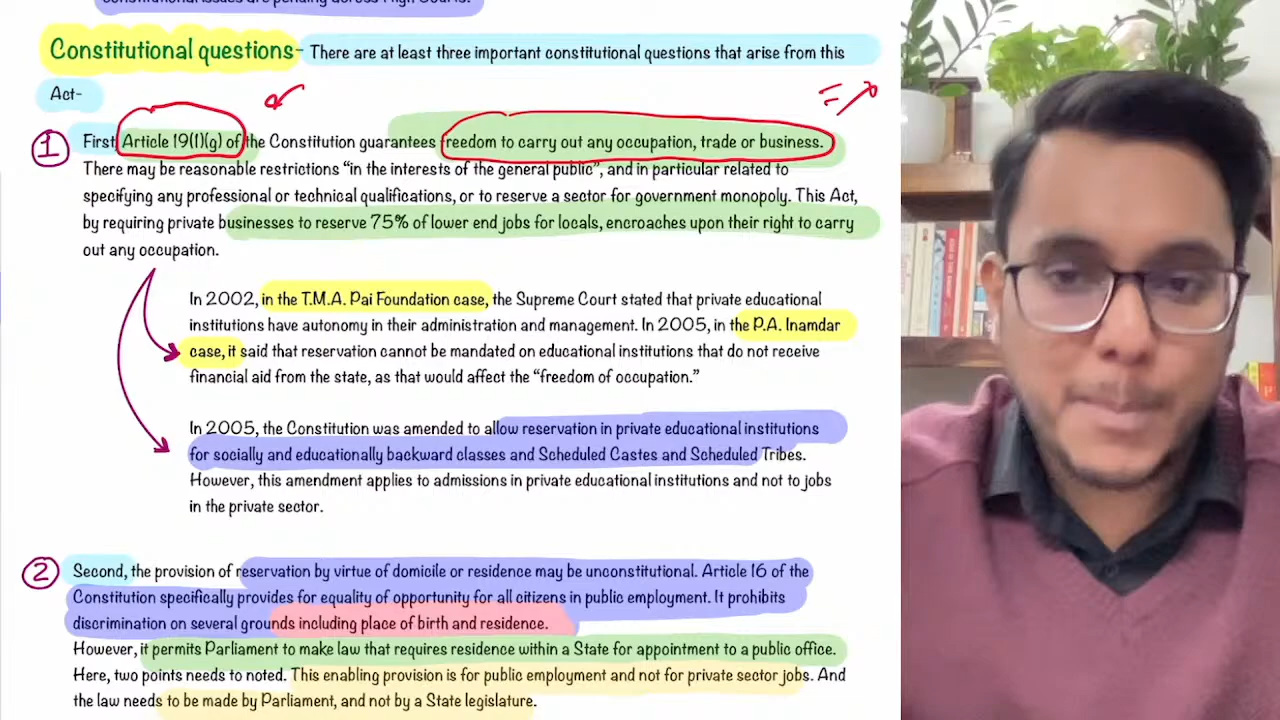 constitutional issues are pending across High Courts.
Constitutional questions- There are at least three important constitutional questions that arise from this
Act-
1 First, Article 19(1)(g) of the Constitution guarantees freedom to carry out any occupation, trade or business.
There may be reasonable restrictions “in the interests of the general public”, and in particular related to
specifying any professional or technical qualifications, or to reserve a sector for government monopoly. This Act,
by requiring private businesses to reserve 75% of lower end jobs for locals, encroaches upon their right to carry
out any occupation.
In 2002, in the T.M.A. Pai Foundation case, the Supreme Court stated that private educational
institutions have autonomy in their administration and management. In 2005, in the P.A. Inamdar
case, it said that reservation cannot be mandated on educational institutions that do not receive
financial aid from the state, as that would affect the “freedom of occupation.”
In 2005, the Constitution was amended to allow reservation in private educational institutions
for socially and educationally backward classes and Scheduled Castes and Scheduled Tribes.
However, this amendment applies to admissions in private educational institutions and not to jobs
in the private sector.
2 Second, the provision of reservation by virtue of domicile or residence may be unconstitutional. Article 16 of the
Constitution specifically provides for equality of opportunity for all citizens in public employment. It prohibits
discrimination on several grounds including place of birth and residence.
However, it permits Parliament to make law that requires residence within a State for appointment to a public office.
Here, two points needs to noted. This enabling provision is for public employment and not for private sector jobs. And
the law needs to be made by Parliament, and not by a State legislature.